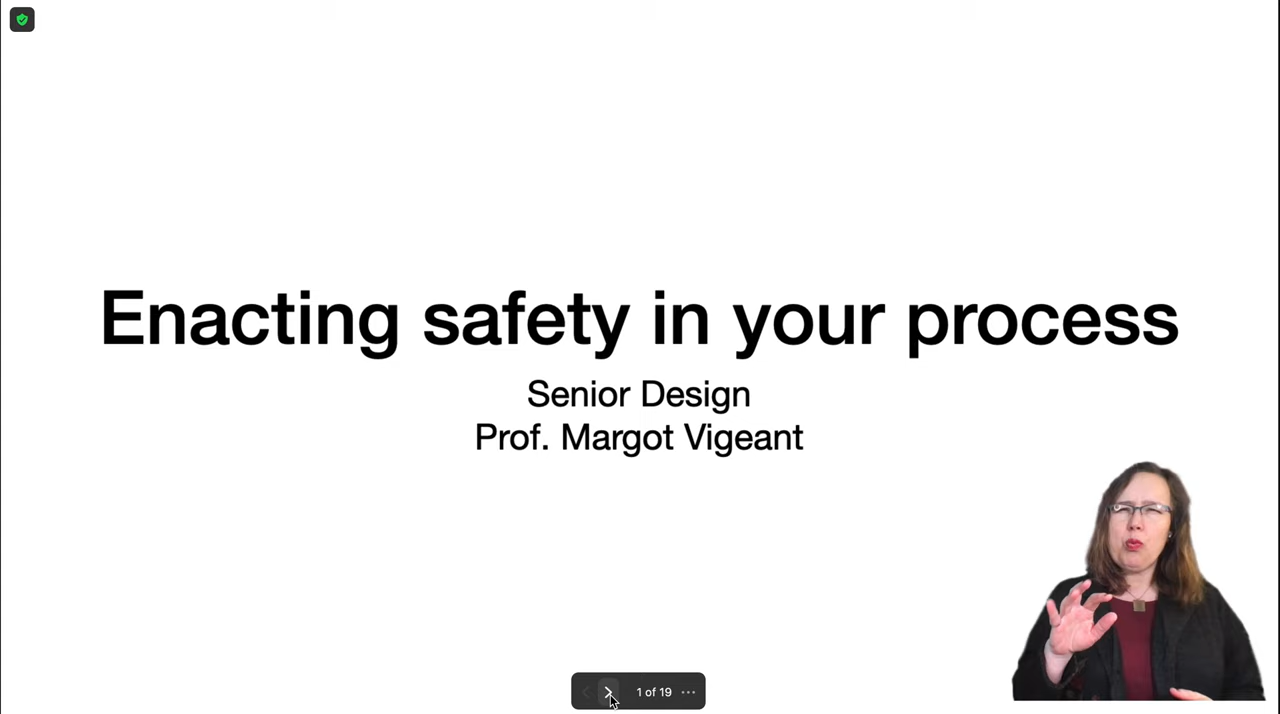 Enacting safety in your process
Senior Design
Prof. Margot Vigeant
1 of 19